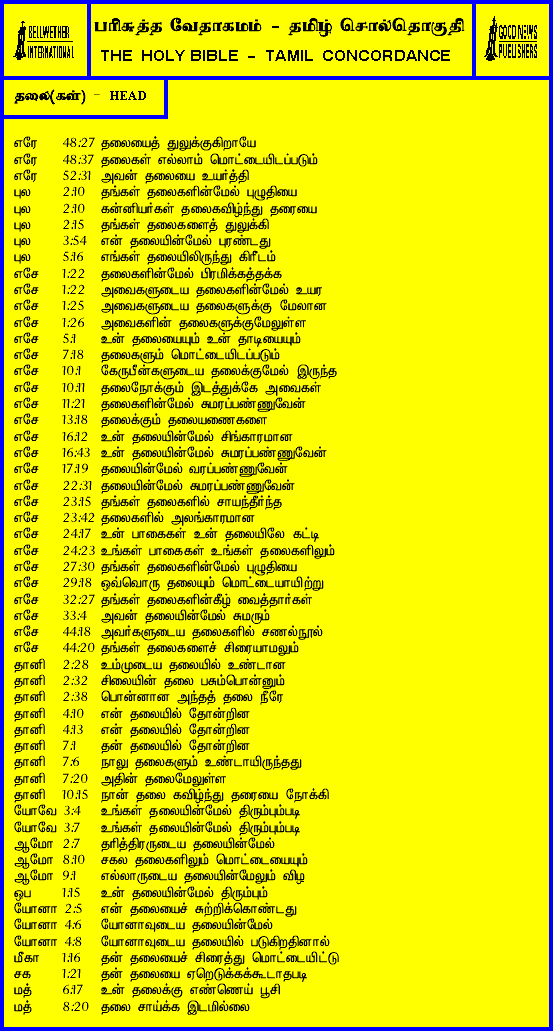 BELLWETHER
INTERNATIONAL
பரிசுத்த வேதாகமம் - தமிழ் சொல்தொகுதி
THE HOLY BIBLE - TAMIL CONCORDANCE
GOOD NEWS
PUBLISHERS
தலை(கள்) - HEAD
எரே 48:27 தலையைத் துலுக்குகிறாயே
எரே 48:37 தலைகள் எல்லாம் மொட்டையிடப்படும்
எரே 52:31 அவன் தலையை உயர்த்தி
புல 2:10 தங்கள் தலைகளின்மேல் புழுதியை
புல 2:10 கன்னியர்கள் தலைகவிழ்ந்து தரையை
புல 2:15 தங்கள் தலைகளைத் துலுக்கி
புல 3:54 என் தலையின்மேல் புரண்டது
புல 5:16 எங்கள் தலையிலிருந்து கிரீடம்
எசே 1:22 தலைகளின்மேல் பிரமிக்கத்தக்க
எசே 1:22 அவைகளுடைய தலைகளின்மேல் உயர
எசே 1:25 அவைகளுடைய தலைகளுக்கு மேலான
எசே 1:26 அவைகளின் தலைகளுக்குமேலுள்ள
எசே 5:1 உன் தலையையும் உன் தாடியையும்
எசே 7:18 தலைகளும் மொட்டையிடப்படும்
எசே 10:1 கேருபீன்களுடைய தலைக்குமேல் இருந்த
எசே 10:11 தலைநோக்கும் இடத்துக்கே அவைகள்
எசே 11:21 தலைகளின்மேல் சுமரப்பண்ணுவேன்
எசே 13:18 தலைக்கும் தலையணைகளை
எசே 16:12 உன் தலையின்மேல் சிங்காரமான
எசே 16:43 உன் தலையின்மேல் சுமரப்பண்ணுவேன்
எசே 17:19 தலையின்மேல் வரப்பண்ணுவேன்
எசே 22:31 தலையின்மேல் சுமரப்பண்ணுவேன்
எசே 23:15 தங்கள் தலைகளில் சாயந்தீர்ந்த
எசே 23:42 தலைகளில் அலங்காரமான
எசே 24:17 உன் பாகைகள் உன் தலையிலே கட்டி
எசே 24:23 உங்கள் பாகைகள் உங்கள் தலைகளிலும்
எசே 27:30 தங்கள் தலைகளின்மேல் புழுதியை
எசே 29:18 ஒவ்வொரு தலையும் மொட்டையாயிற்று
எசே 32:27 தங்கள் தலைகளின்கீழ் வைத்தார்கள்
எசே 33:4 அவன் தலையின்மேல் சுமரும்
எசே 44:18 அவர்களுடைய தலைகளில் சணல்நூல்
எசே 44:20 தங்கள் தலைகளைச் சிரையாமலும்
தானி 2:28 உம்முடைய தலையில் உண்டான
தானி 2:32 சிலையின் தலை பசும்பொன்னும்
தானி 2:38 பொன்னான அந்தத் தலை நீரே
தானி 4:10 என் தலையில் தோன்றின
தானி 4:13 என் தலையில் தோன்றின
தானி 7:1 தன் தலையில் தோன்றின
தானி 7:6 நாலு தலைகளும் உண்டாயிருந்தது
தானி 7:20 அதின் தலைமேலுள்ள
தானி 10:15 நான் தலை கவிழ்ந்து தரையை நோக்கி
யோவே 3:4 உங்கள் தலையின்மேல் திரும்பும்படி
யோவே 3:7 உங்கள் தலையின்மேல் திரும்பும்படி
ஆமோ 2:7 தரித்திரருடைய தலையின்மேல்
ஆமோ 8:10 சகல தலைகளிலும் மொட்டையையும்
ஆமோ 9:1 எல்லாருடைய தலையின்மேலும் விழ
ஒப 1:15 உன் தலையின்மேல் திரும்பும்
யோனா 2:5 என் தலையைச் சுற்றிக்கொண்டது
யோனா 4:6 யோனாவுடைய தலையின்மேல்
யோனா 4:8 யோனாவுடைய தலையில் படுகிறதினால்
மீகா 1:16 தன் தலையைச் சிரைத்து மொட்டையிட்டு
சக 1:21 தன் தலையை ஏறெடுக்கக்கூடாதபடி
மத் 6:17 உன் தலைக்கு எண்ணெய் பூசி
மத் 8:20 தலை சாய்க்க இடமில்லை